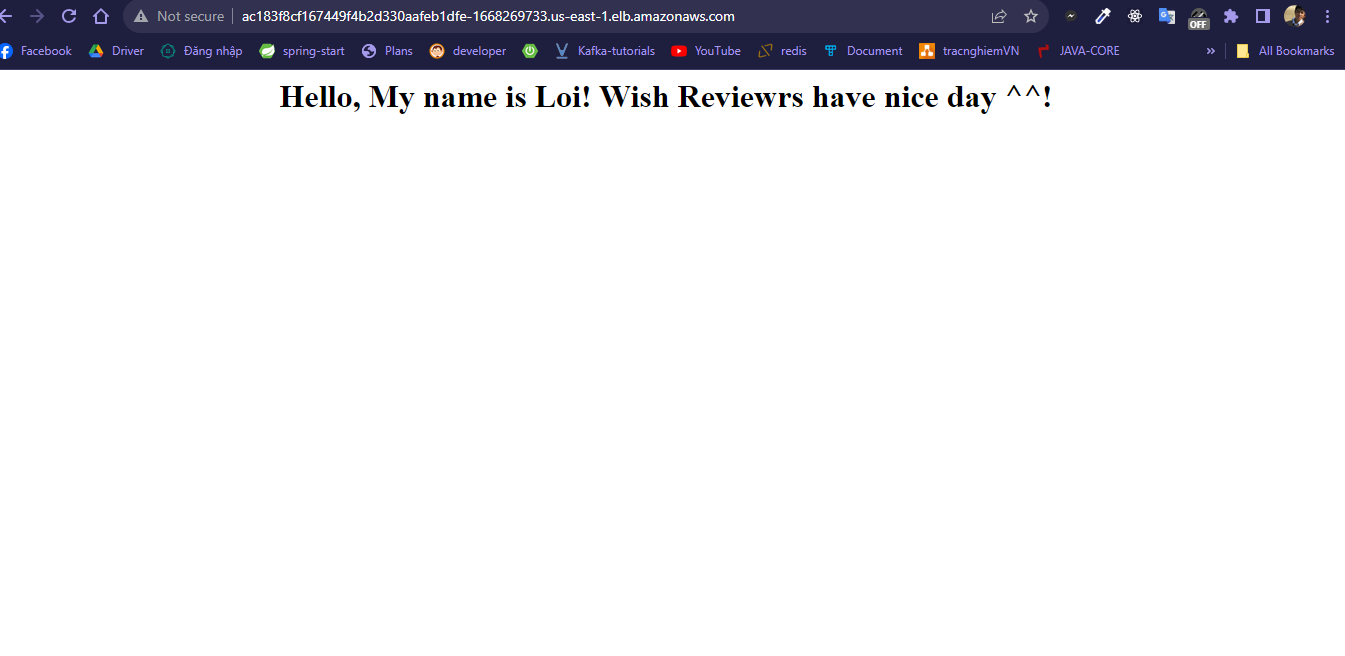 Not secure ac183f8cf167449f4b2d330aafeb1dfe-1668269733.us-east-1.elb.amazonaws.com
OFF
Facebook Driver Đăng nhập spring-start Plans developer Kafka-tutorials YouTube redis Document tracnghiemVN JAVA-CORE » All Bookmarks
Hello, My name is Loi! Wish Reviewrs have nice day ^^!